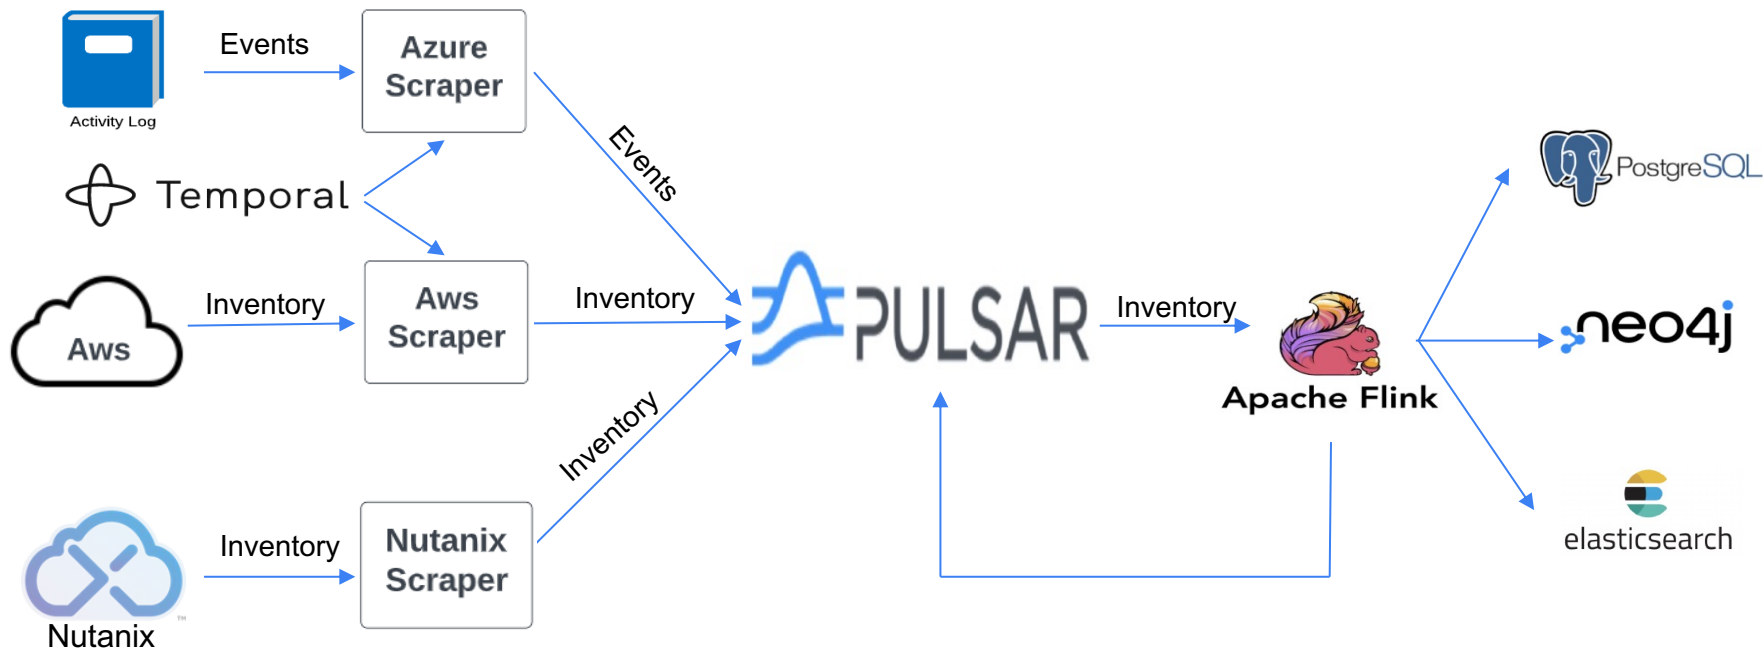 Events
Azure
Scraper
Activity Log
Events
Temporal
Aws
Inventory
Aws
Scraper
Inventory
PULSAR
Inventory
Apache Flink
PostgreSQL
neo4j
elasticsearch
Inventory
Nutanix
TM
Inventory
Nutanix
Scraper